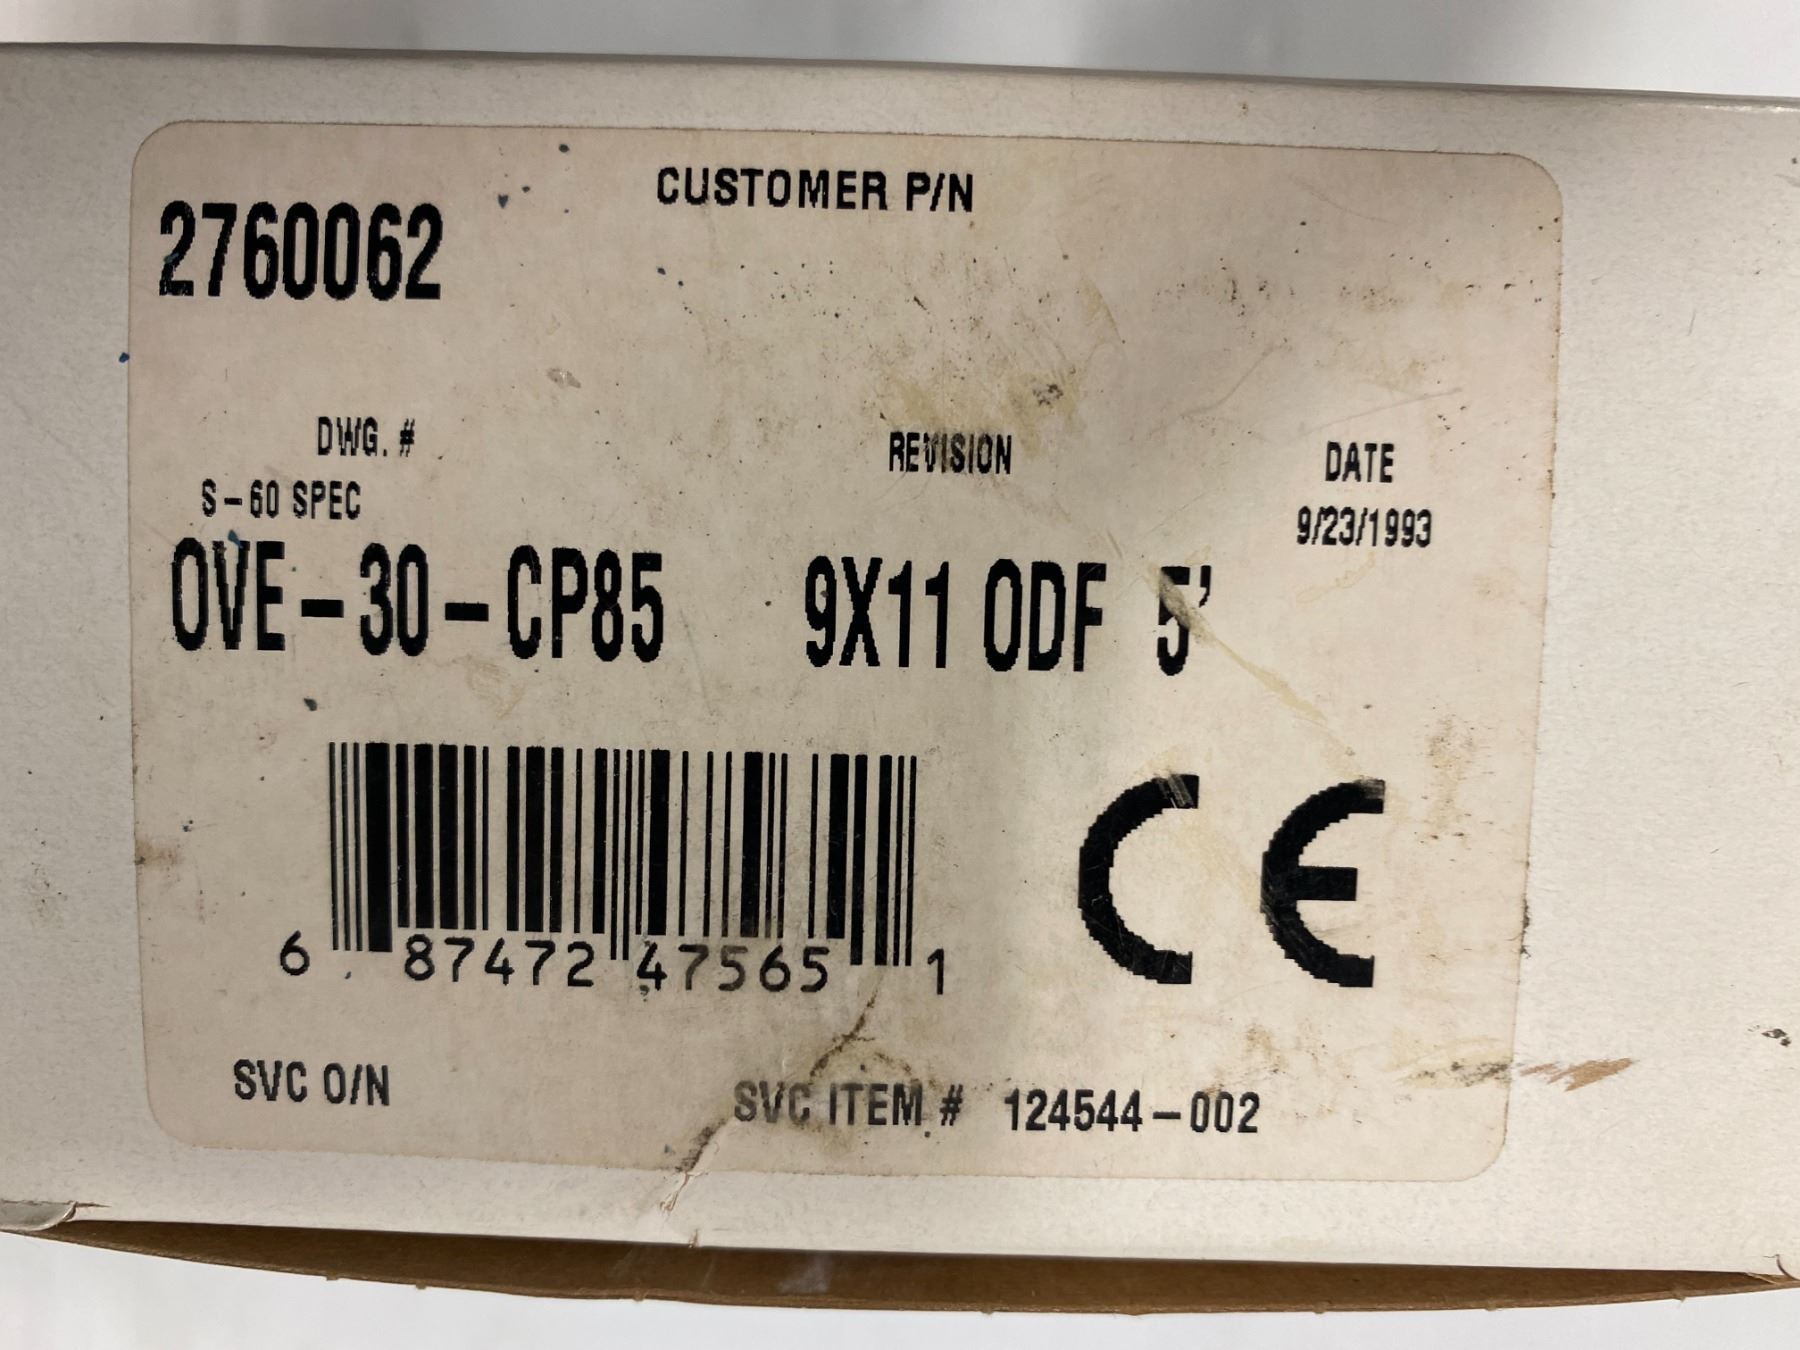 CUSTOMER P/N
2760062
DWG. # REVISION DATE
S-60 SPEC 9/23/1993
OVE-30-CP85 9X11 ODF 5'
6 87472 47565 1
CE
SVC O/N SVC ITEM # 124544-002